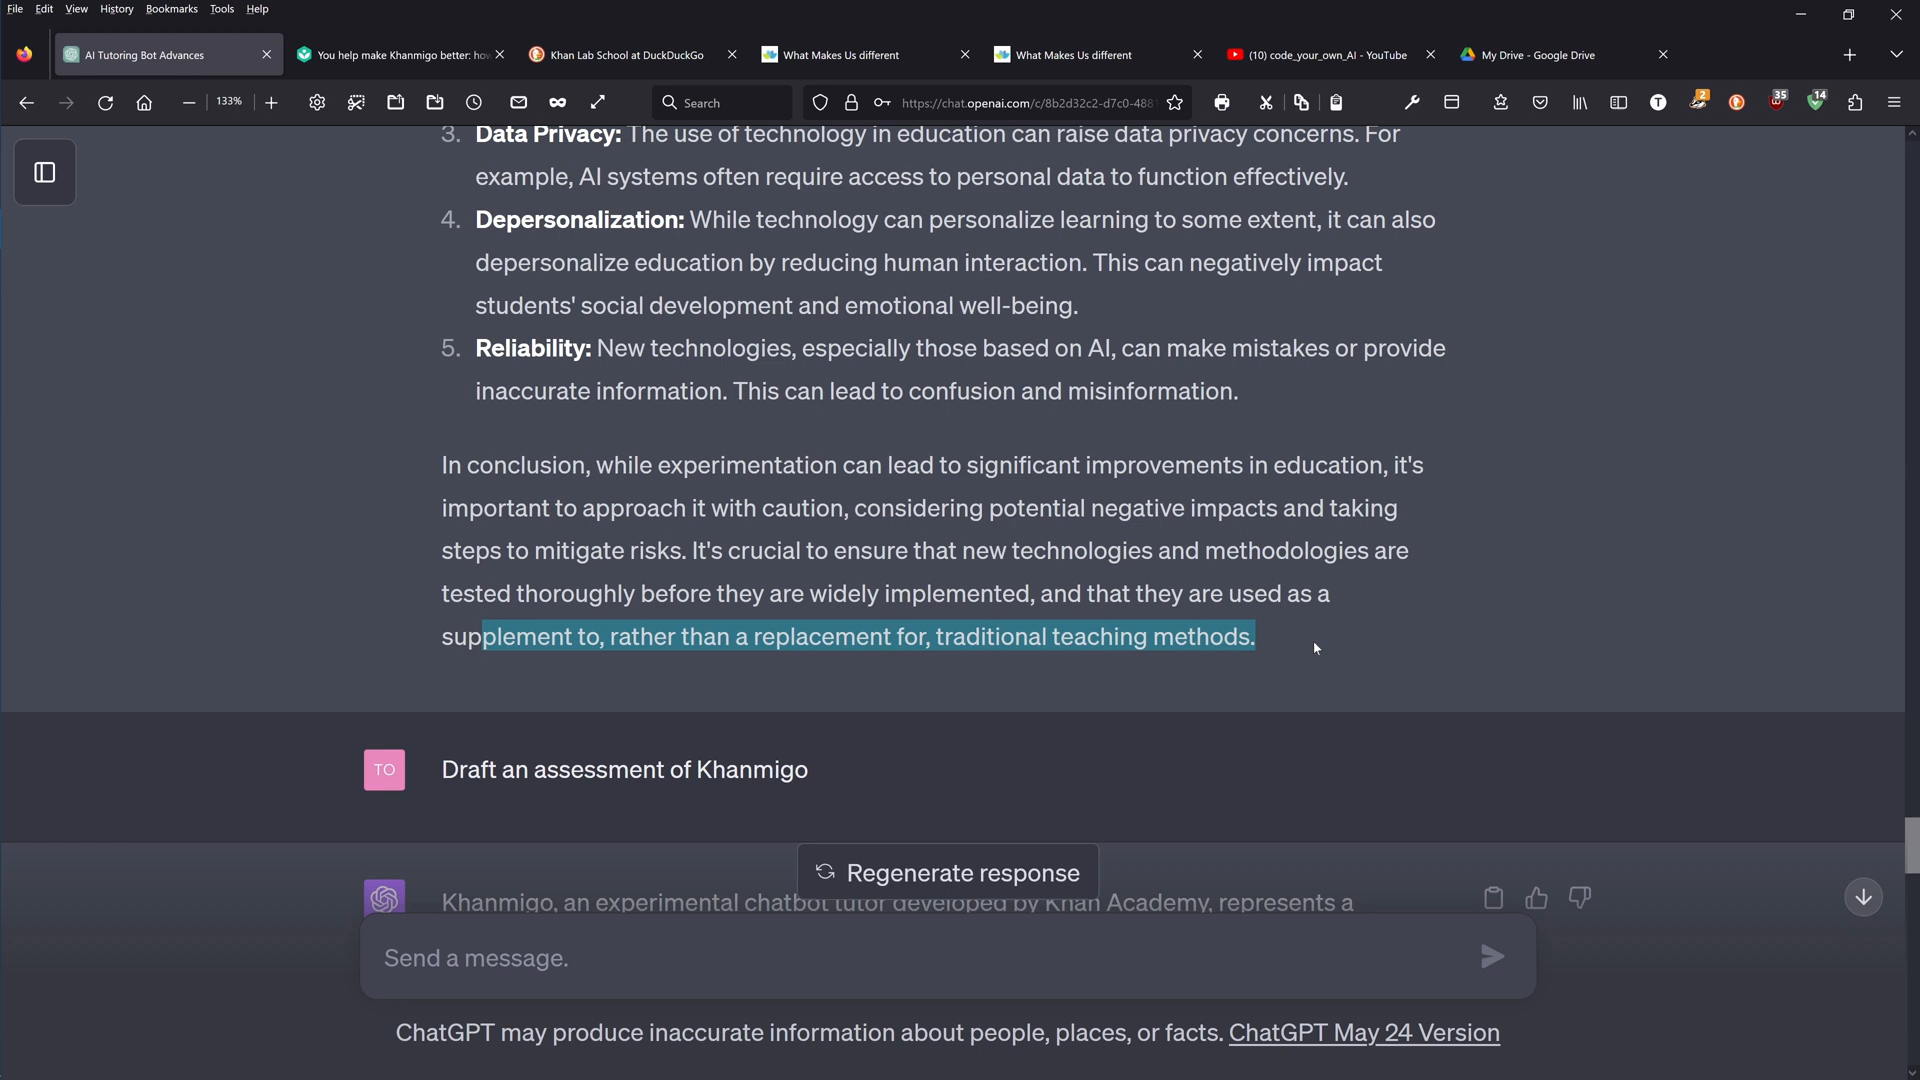 File Edit View History Bookmarks Tools Help
AI Tutoring Bot Advances
You help make Khanmigo better: how
Khan Lab School at DuckDuckGo
What Makes Us different
What Makes Us different
(10) code_your_own_AI - YouTube
My Drive - Google Drive
133%
Search
https://chat.openai.com/c/8b2d32c2-d7c0-488
T
2
35
14
3. Data Privacy: The use of technology in education can raise data privacy concerns. For
example, AI systems often require access to personal data to function effectively.
4. Depersonalization: While technology can personalize learning to some extent, it can also
depersonalize education by reducing human interaction. This can negatively impact
students' social development and emotional well-being.
5. Reliability: New technologies, especially those based on AI, can make mistakes or provide
inaccurate information. This can lead to confusion and misinformation.
In conclusion, while experimentation can lead to significant improvements in education, it's
important to approach it with caution, considering potential negative impacts and taking
steps to mitigate risks. It's crucial to ensure that new technologies and methodologies are
tested thoroughly before they are widely implemented, and that they are used as a
supplement to, rather than a replacement for, traditional teaching methods.
TO
Draft an assessment of Khanmigo
Regenerate response
Khanmigo, an experimental chatbot tutor developed by Khan Academy, represents a
Send a message.
ChatGPT may produce inaccurate information about people, places, or facts. ChatGPT May 24 Version